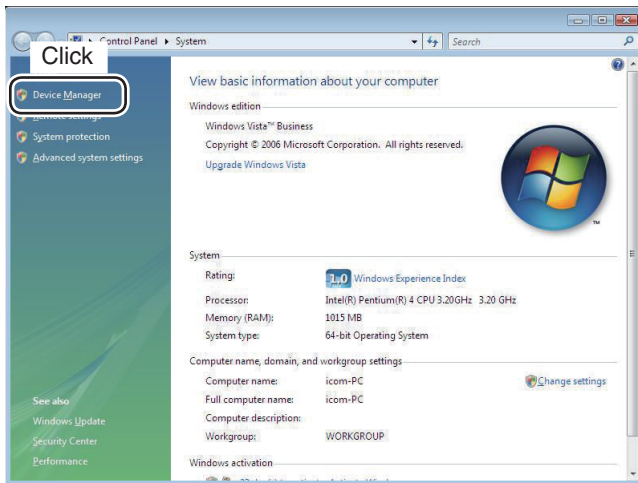 Control Panel ▸ System
Search
Click
Device Manager
System protection
Advanced system settings
View basic information about your computer
Windows edition
Windows Vista™ Business
Copyright © 2006 Microsoft Corporation. All rights reserved.
Upgrade Windows Vista
TM
System
Rating:
1.0 Windows Experience Index
Processor: Intel(R) Pentium(R) 4 CPU 3.20GHz 3.20 GHz
Memory (RAM): 1015 MB
System type: 64-bit Operating System
Computer name, domain, and workgroup settings
Computer name: icom-PC
Change settings
Full computer name: icom-PC
Computer description:
Workgroup: WORKGROUP
Windows activation
See also
Windows Update
Security Center
Performance